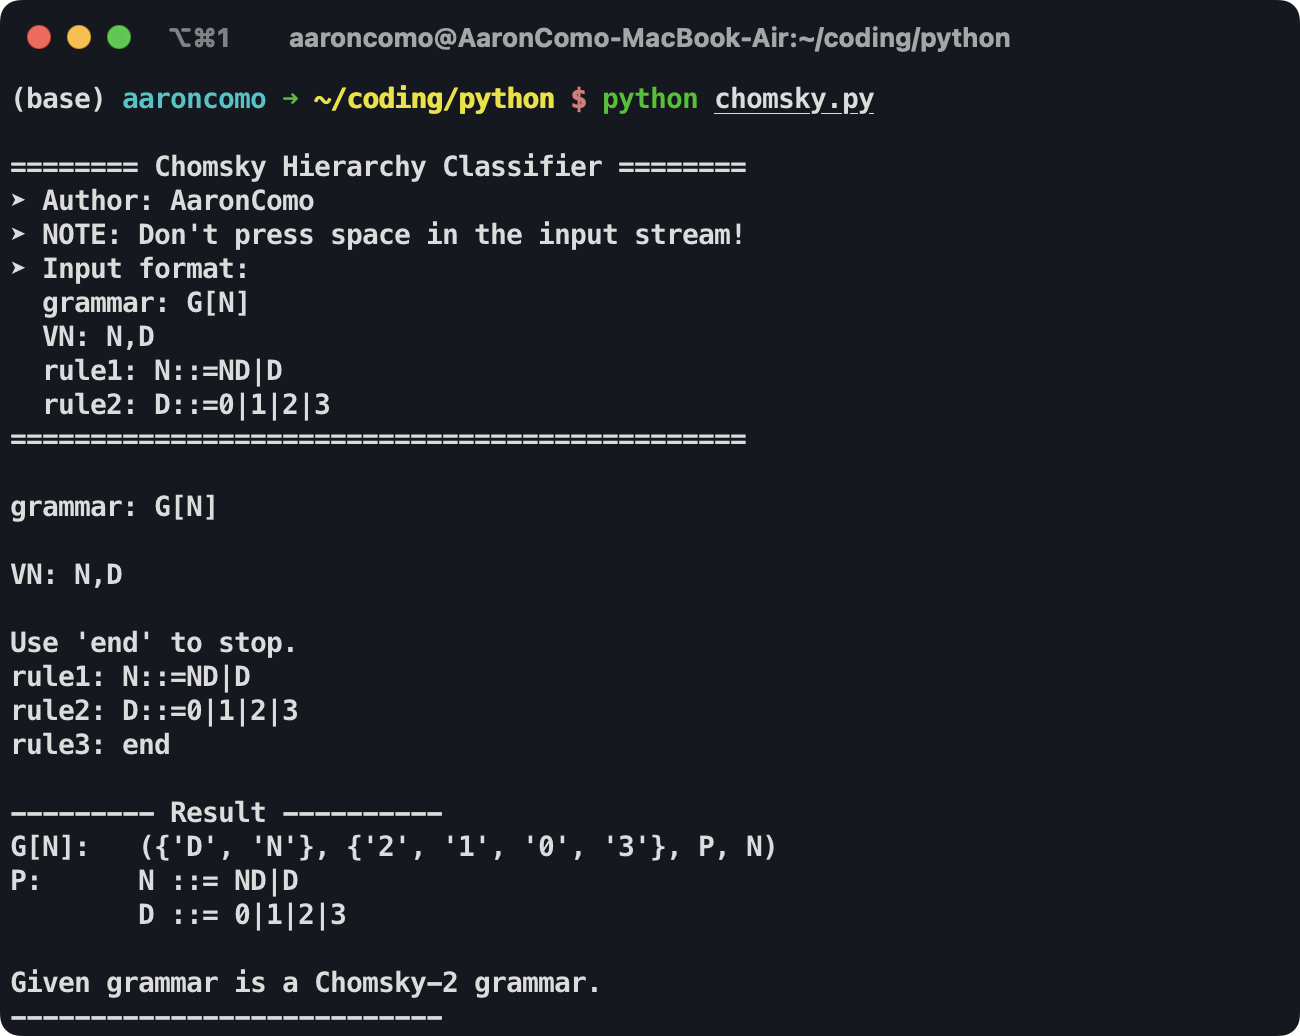 ⌥⌘1 aaroncomo@AaronComo-MacBook-Air:~/coding/python
(base) aaroncomo → ~/coding/python $ python chomsky.py
======== Chomsky Hierarchy Classifier ========
➤ Author: AaronComo
➤ NOTE: Don't press space in the input stream!
➤ Input format:
grammar: G[N]
VN: N,D
rule1: N::=ND|D
rule2: D::=0|1|2|3
==============================================
grammar: G[N]
VN: N,D
Use 'end' to stop.
rule1: N::=ND|D
rule2: D::=0|1|2|3
rule3: end
--------- Result ----------
G[N]: ({'D', 'N'}, {'2', '1', '0', '3'}, P, N)
P: N ::= ND|D
D ::= 0|1|2|3
Given grammar is a Chomsky-2 grammar.
---------------------------